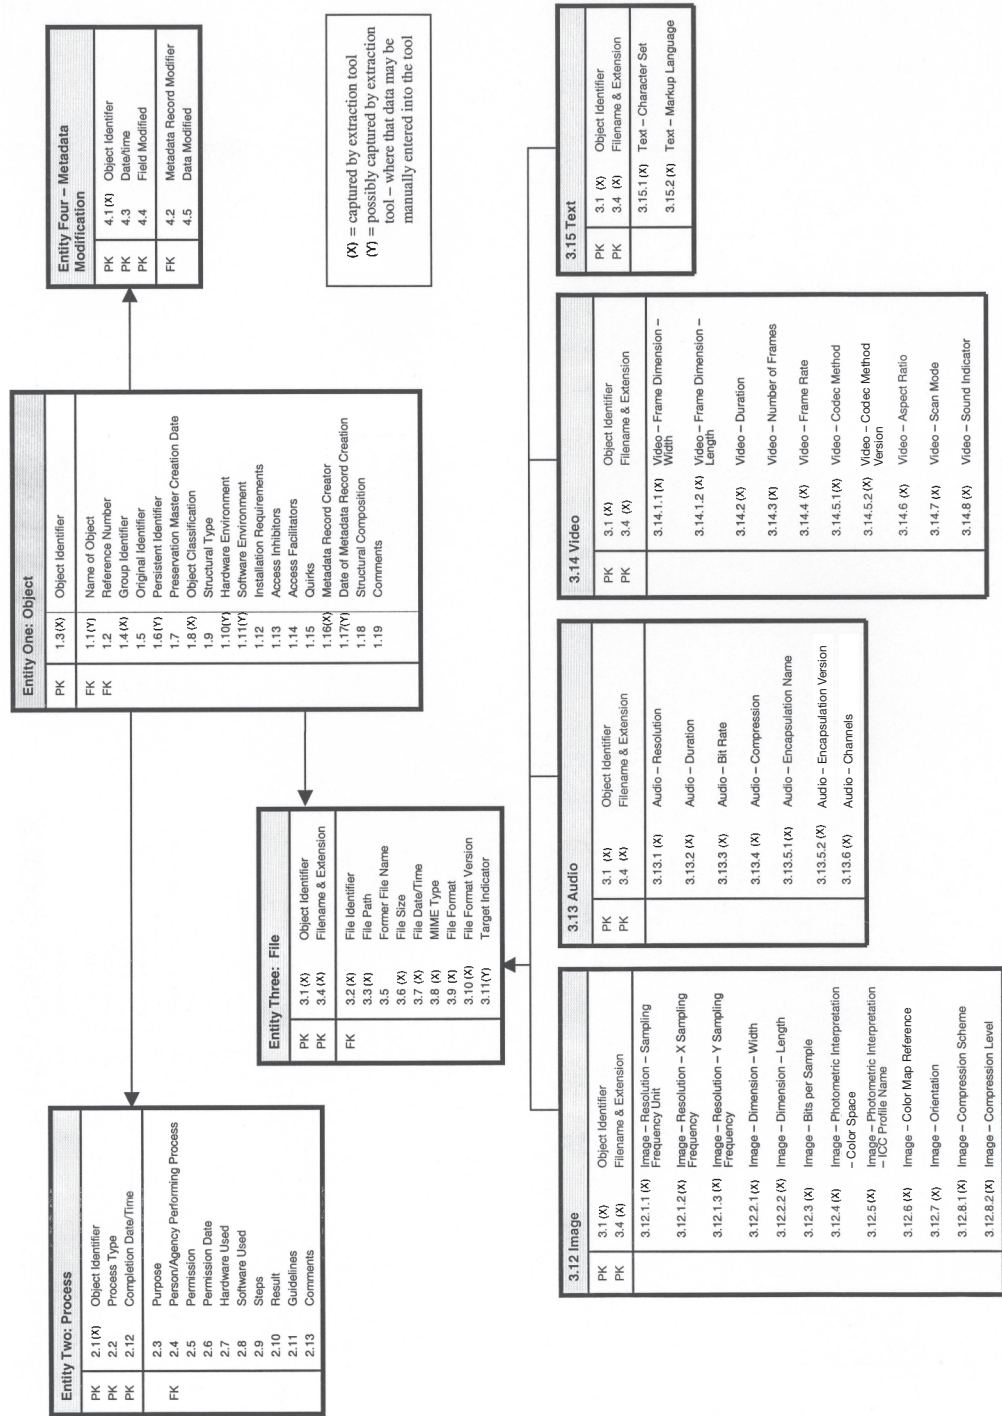 Entity Four – Metadata
Modification
PK 4.1 (X) Object Identifer
PK 4.3 Date/time
PK 4.4 Field Modified
FK 4.2 Metadata Record Modifier
4.5 Data Modified
(X) = captured by extraction tool
(Y) = possibly captured by extraction
tool – where that data may be
manually entered into the tool
Entity One: Object
PK 1.3(X) Object Identifier
FK 1.1(Y) Name of Object
FK 1.2 Reference Number
1.4(X) Group Identifier
1.5 Original Identifier
1.6(Y) Persistent Identifier
1.7 Preservation Master Creation Date
1.8 (X) Object Classification
1.9 Structural Type
1.10(Y) Hardware Environment
1.11(Y) Software Environment
1.12 Installation Requirements
1.13 Access Inhibitors
1.14 Access Facilitators
1.15 Quirks
1.16(X) Metadata Record Creator
1.17(Y) Date of Metadata Record Creation
1.18 Structural Composition
1.19 Comments
Entity Two: Process
PK 2.1(X) Object Identifier
PK 2.2 Process Type
PK 2.12 Completion Date/Time
2.3 Purpose
FK 2.4 Person/Agency Performing Process
2.5 Permission
2.6 Permission Date
2.7 Hardware Used
2.8 Software Used
2.9 Steps
2.10 Result
2.11 Guidelines
2.13 Comments
Entity Three: File
PK 3.1 (X) Object Identifier
PK 3.4(X) Filename & Extension
FK 3.2(X) File Identifier
3.3(X) File Path
3.5 Former File Name
3.6 (X) File Size
3.7 (X) File Date/Time
3.8 (X) MIME Type
3.9 (X) File Format
3.10 (X) File Format Version
3.11(Y) Target Indicator
3.12 Image
PK 3.1 (X) Object Identifier
PK 3.4 (X) Filename & Extension
3.12.1.1 (X) Image – Resolution – Sampling
Frequency Unit
3.12.1.2 (X) Image – Resolution – X Sampling
Frequency
3.12.1.3 (X) Image – Resolution – Y Sampling
Frequency
3.12.2.1 (X) Image – Dimension – Width
3.12.2.2 (X) Image – Dimension – Length
3.12.3 (X) Image – Bits per Sample
3.12.4 (X) Image – Photometric Interpretation
– Color Space
3.12.5 (X) Image – Photometric Interpretation
– ICC Profile Name
3.12.6 (X) Image – Color Map Reference
3.12.7 (X) Image – Orientation
3.12.8.1 (X) Image – Compression Scheme
3.12.8.2 (X) Image – Compression Level
3.13 Audio
PK 3.1 (X) Object Identifier
PK 3.4 (X) Filename & Extension
3.13.1 (X) Audio – Resolution
3.13.2 (X) Audio – Duration
3.13.3 (X) Audio – Bit Rate
3.13.4 (X) Audio – Compression
3.13.5.1(X) Audio – Encapsulation Name
3.13.5.2 (X) Audio – Encapsulation Version
3.13.6 (X) Audio – Channels
3.14 Video
PK 3.1 (X) Object Identifier
PK 3.4 (X) Filename & Extension
3.14.1.1 (X) Video – Frame Dimension –
Width
3.14.1.2 (X) Video – Frame Dimension –
Length
3.14.2 (X) Video – Duration
3.14.3 (X) Video – Number of Frames
3.14.4 (X) Video – Frame Rate
3.14.5.1(X) Video – Codec Method
3.14.5.2 (X) Video – Codec Method
Version
3.14.6 (X) Video – Aspect Ratio
3.14.7 (X) Video – Scan Mode
3.14.8 (X) Video – Sound Indicator
3.15 Text
PK 3.1 (X) Object Identifier
PK 3.4 (X) Filename & Extension
3.15.1 (X) Text – Character Set
3.15.2 (X) Text – Markup Language